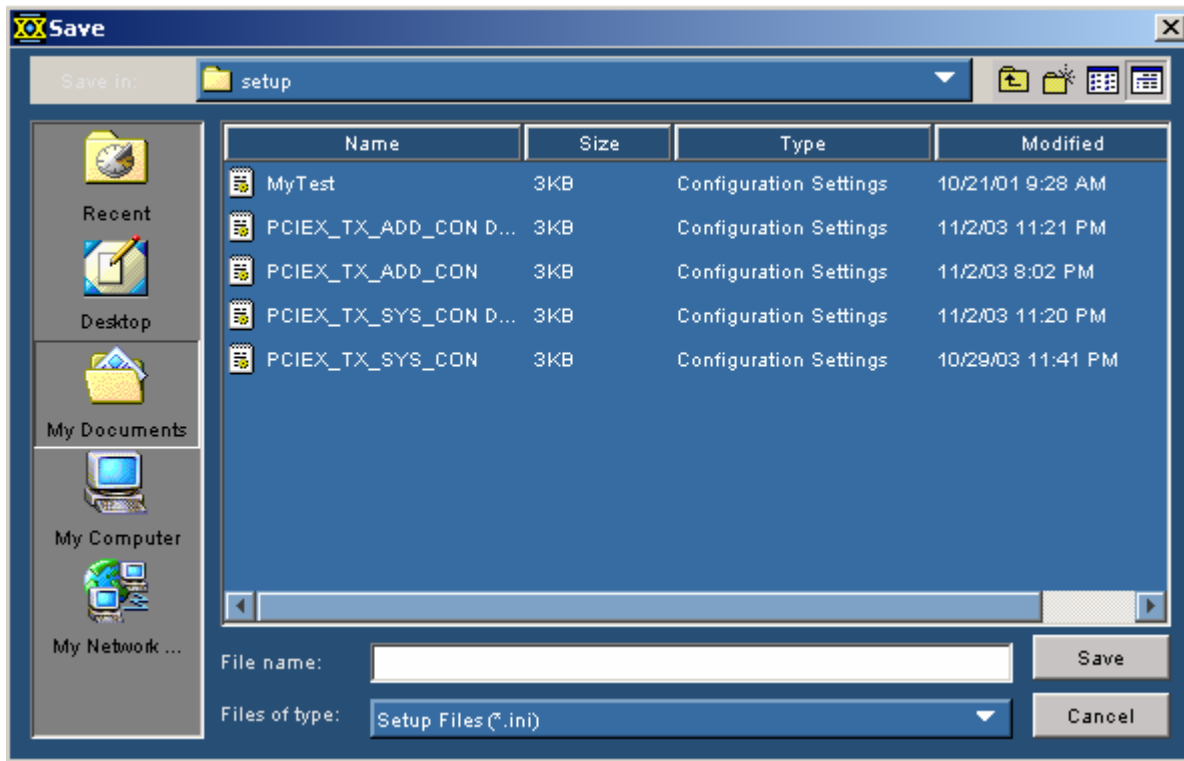 Save
Save in:
setup
Recent
Desktop
My Documents
My Computer
My Network ...
Name Size Type Modified
MyTest 3KB Configuration Settings 10/21/01 9:28 AM
PCIEX_TX_ADD_CON D... 3KB Configuration Settings 11/2/03 11:21 PM
PCIEX_TX_ADD_CON 3KB Configuration Settings 11/2/03 8:02 PM
PCIEX_TX_SYS_CON D... 3KB Configuration Settings 11/2/03 11:20 PM
PCIEX_TX_SYS_CON 3KB Configuration Settings 10/29/03 11:41 PM
File name:
Save
Files of type:
Setup Files (*.ini)
Cancel